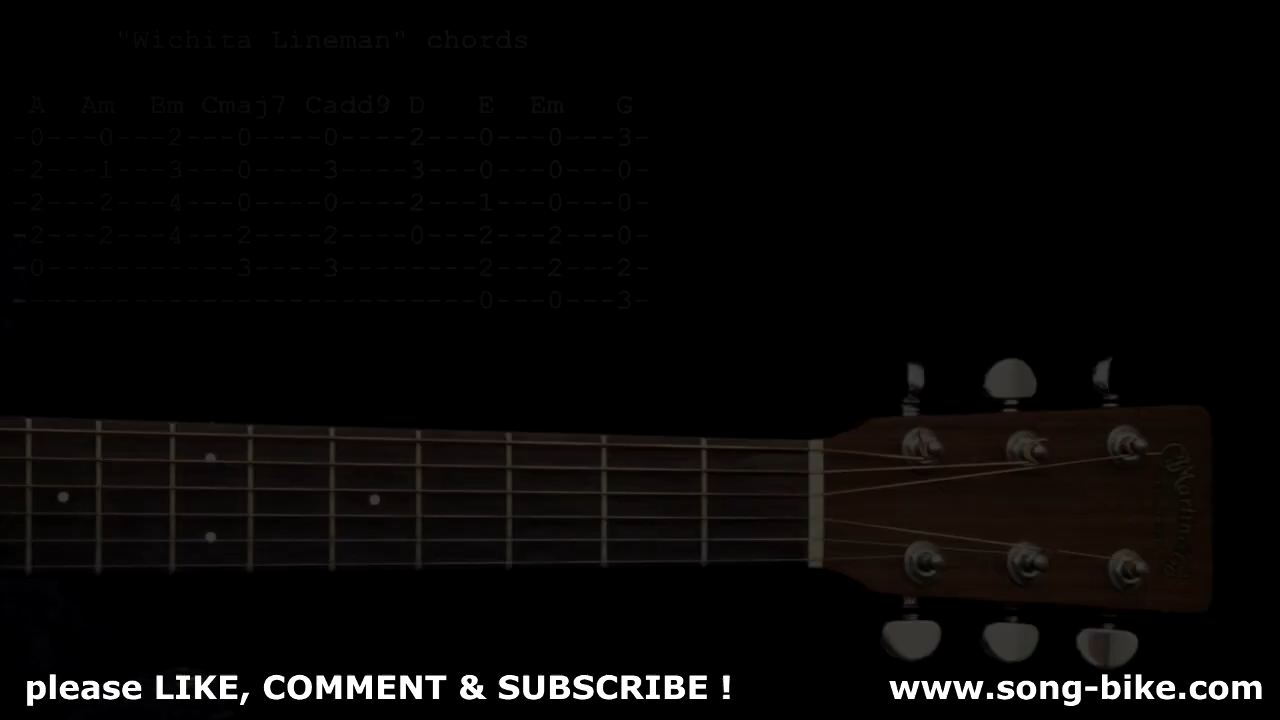 "Wichita Lineman" chords
A Am Bm Cmaj7 Cadd9 D E Em G
-0---0---2---0----0----2---0---0---3-
-2---1---3---0----3----3---0---0---0-
-2---2---4---0----0----2---1---0---0-
-2---2---4---2----2----0---2---2---0-
-0-----------3----3--------2---2---2-
---------------------------0---0---3-
please LIKE, COMMENT & SUBSCRIBE !
www.song-bike.com